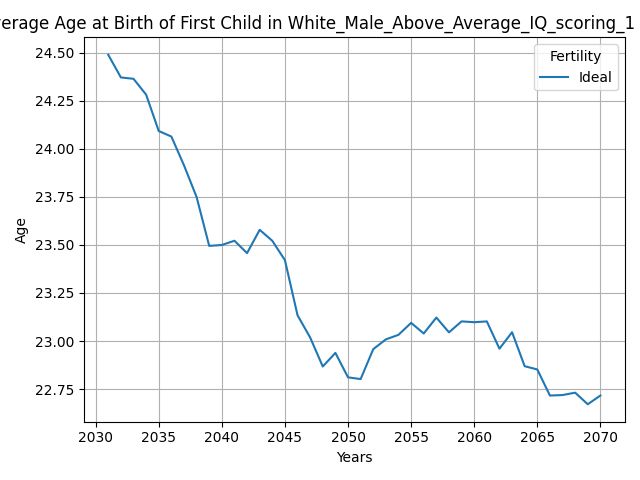 erage Age at Birth of First Child in White_Male_Above_Average_IQ_scoring_1
24.50
24.25
24.00
23.75
23.50
23.25
23.00
22.75
Age
Fertility
Ideal
2030 2035 2040 2045 2050 2055 2060 2065 2070
Years